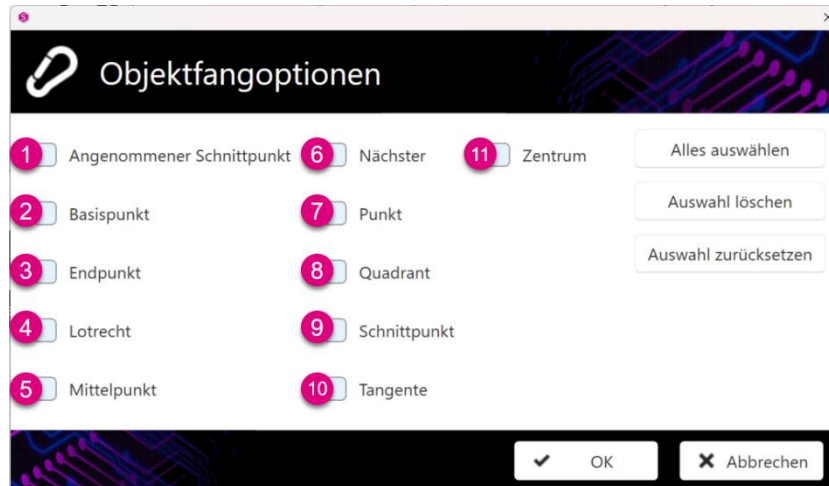 Objektfangoptionen
1 Angenommener Schnittpunkt
2 Basispunkt
3 Endpunkt
4 Lotrecht
5 Mittelpunkt
6 Nächster
7 Punkt
8 Quadrant
9 Schnittpunkt
10 Tangente
11 Zentrum
Alles auswählen
Auswahl löschen
Auswahl zurücksetzen
OK
Abbrechen